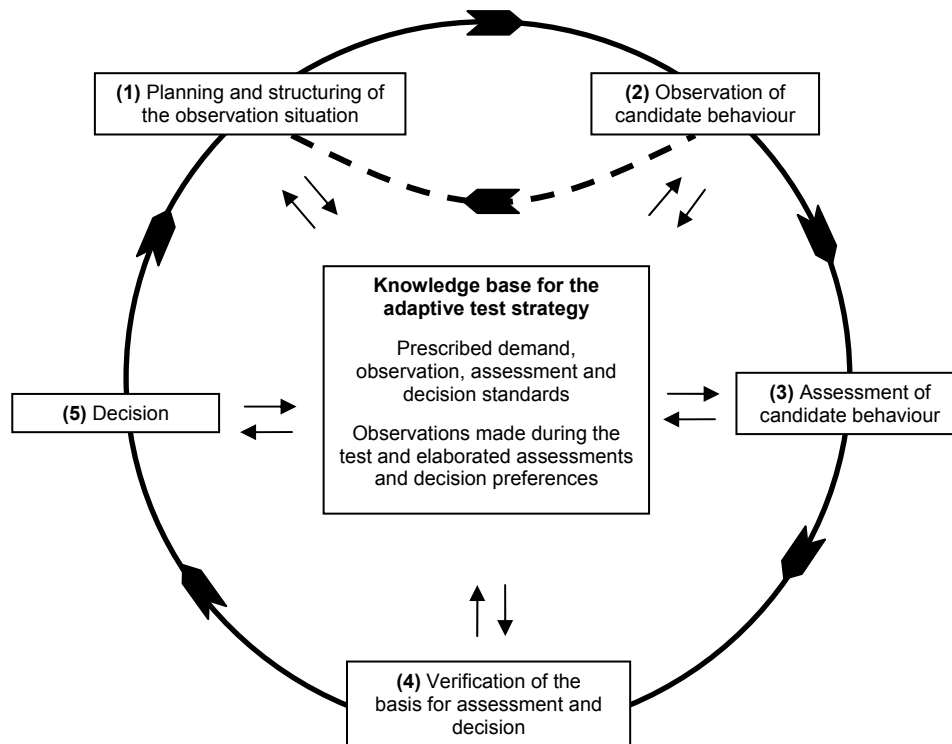 (1) Planning and structuring of
the observation situation
(2) Observation of
candidate behaviour
Knowledge base for the
adaptive test strategy
Prescribed demand,
observation, assessment and
decision standards
Observations made during the
test and elaborated assessments
and decision preferences
(3) Assessment of
candidate behaviour
(4) Verification of the
basis for assessment and
decision
(5) Decision